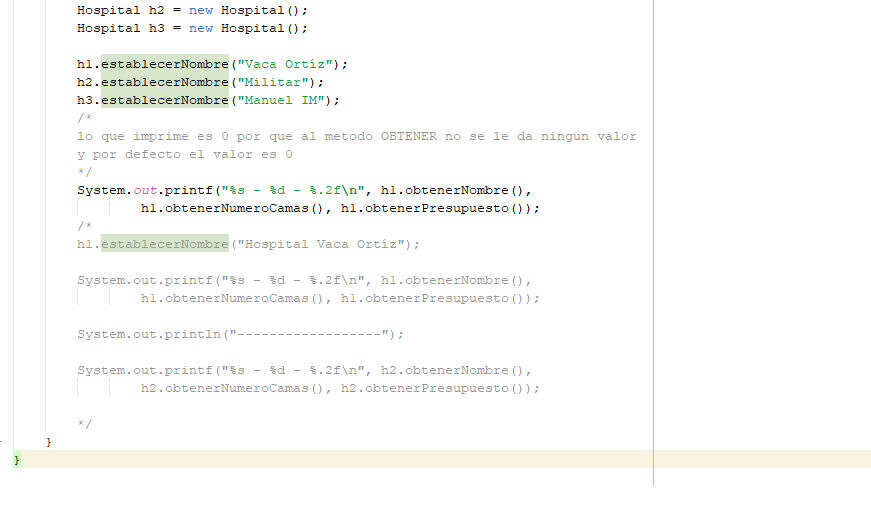 Hospital h2 = new Hospital();
Hospital h3 = new Hospital();
h1.establecerNombre("Vaca Ortíz");
h2.establecerNombre("Militar");
h3.establecerNombre("Manuel IM");
/*
lo que imprime es 0 por que al metodo OBTENER no se le da ningun valor
y por defecto el valor es 0
*/
System.out.printf("%s - %d - %.2f\n", h1.obtenerNombre(),
h1.obtenerNumeroCamas(), h1.obtenerPresupuesto());
/*
h1.establecerNombre("Hospital Vaca Ortíz");
System.out.printf("%s - %d - %.2f\n", h1.obtenerNombre(),
h1.obtenerNumeroCamas(), h1.obtenerPresupuesto());
System.out.println("------------------");
System.out.printf("%s - %d - %.2f\n", h2.obtenerNombre(),
h2.obtenerNumeroCamas(), h2.obtenerPresupuesto());
*/
}
}